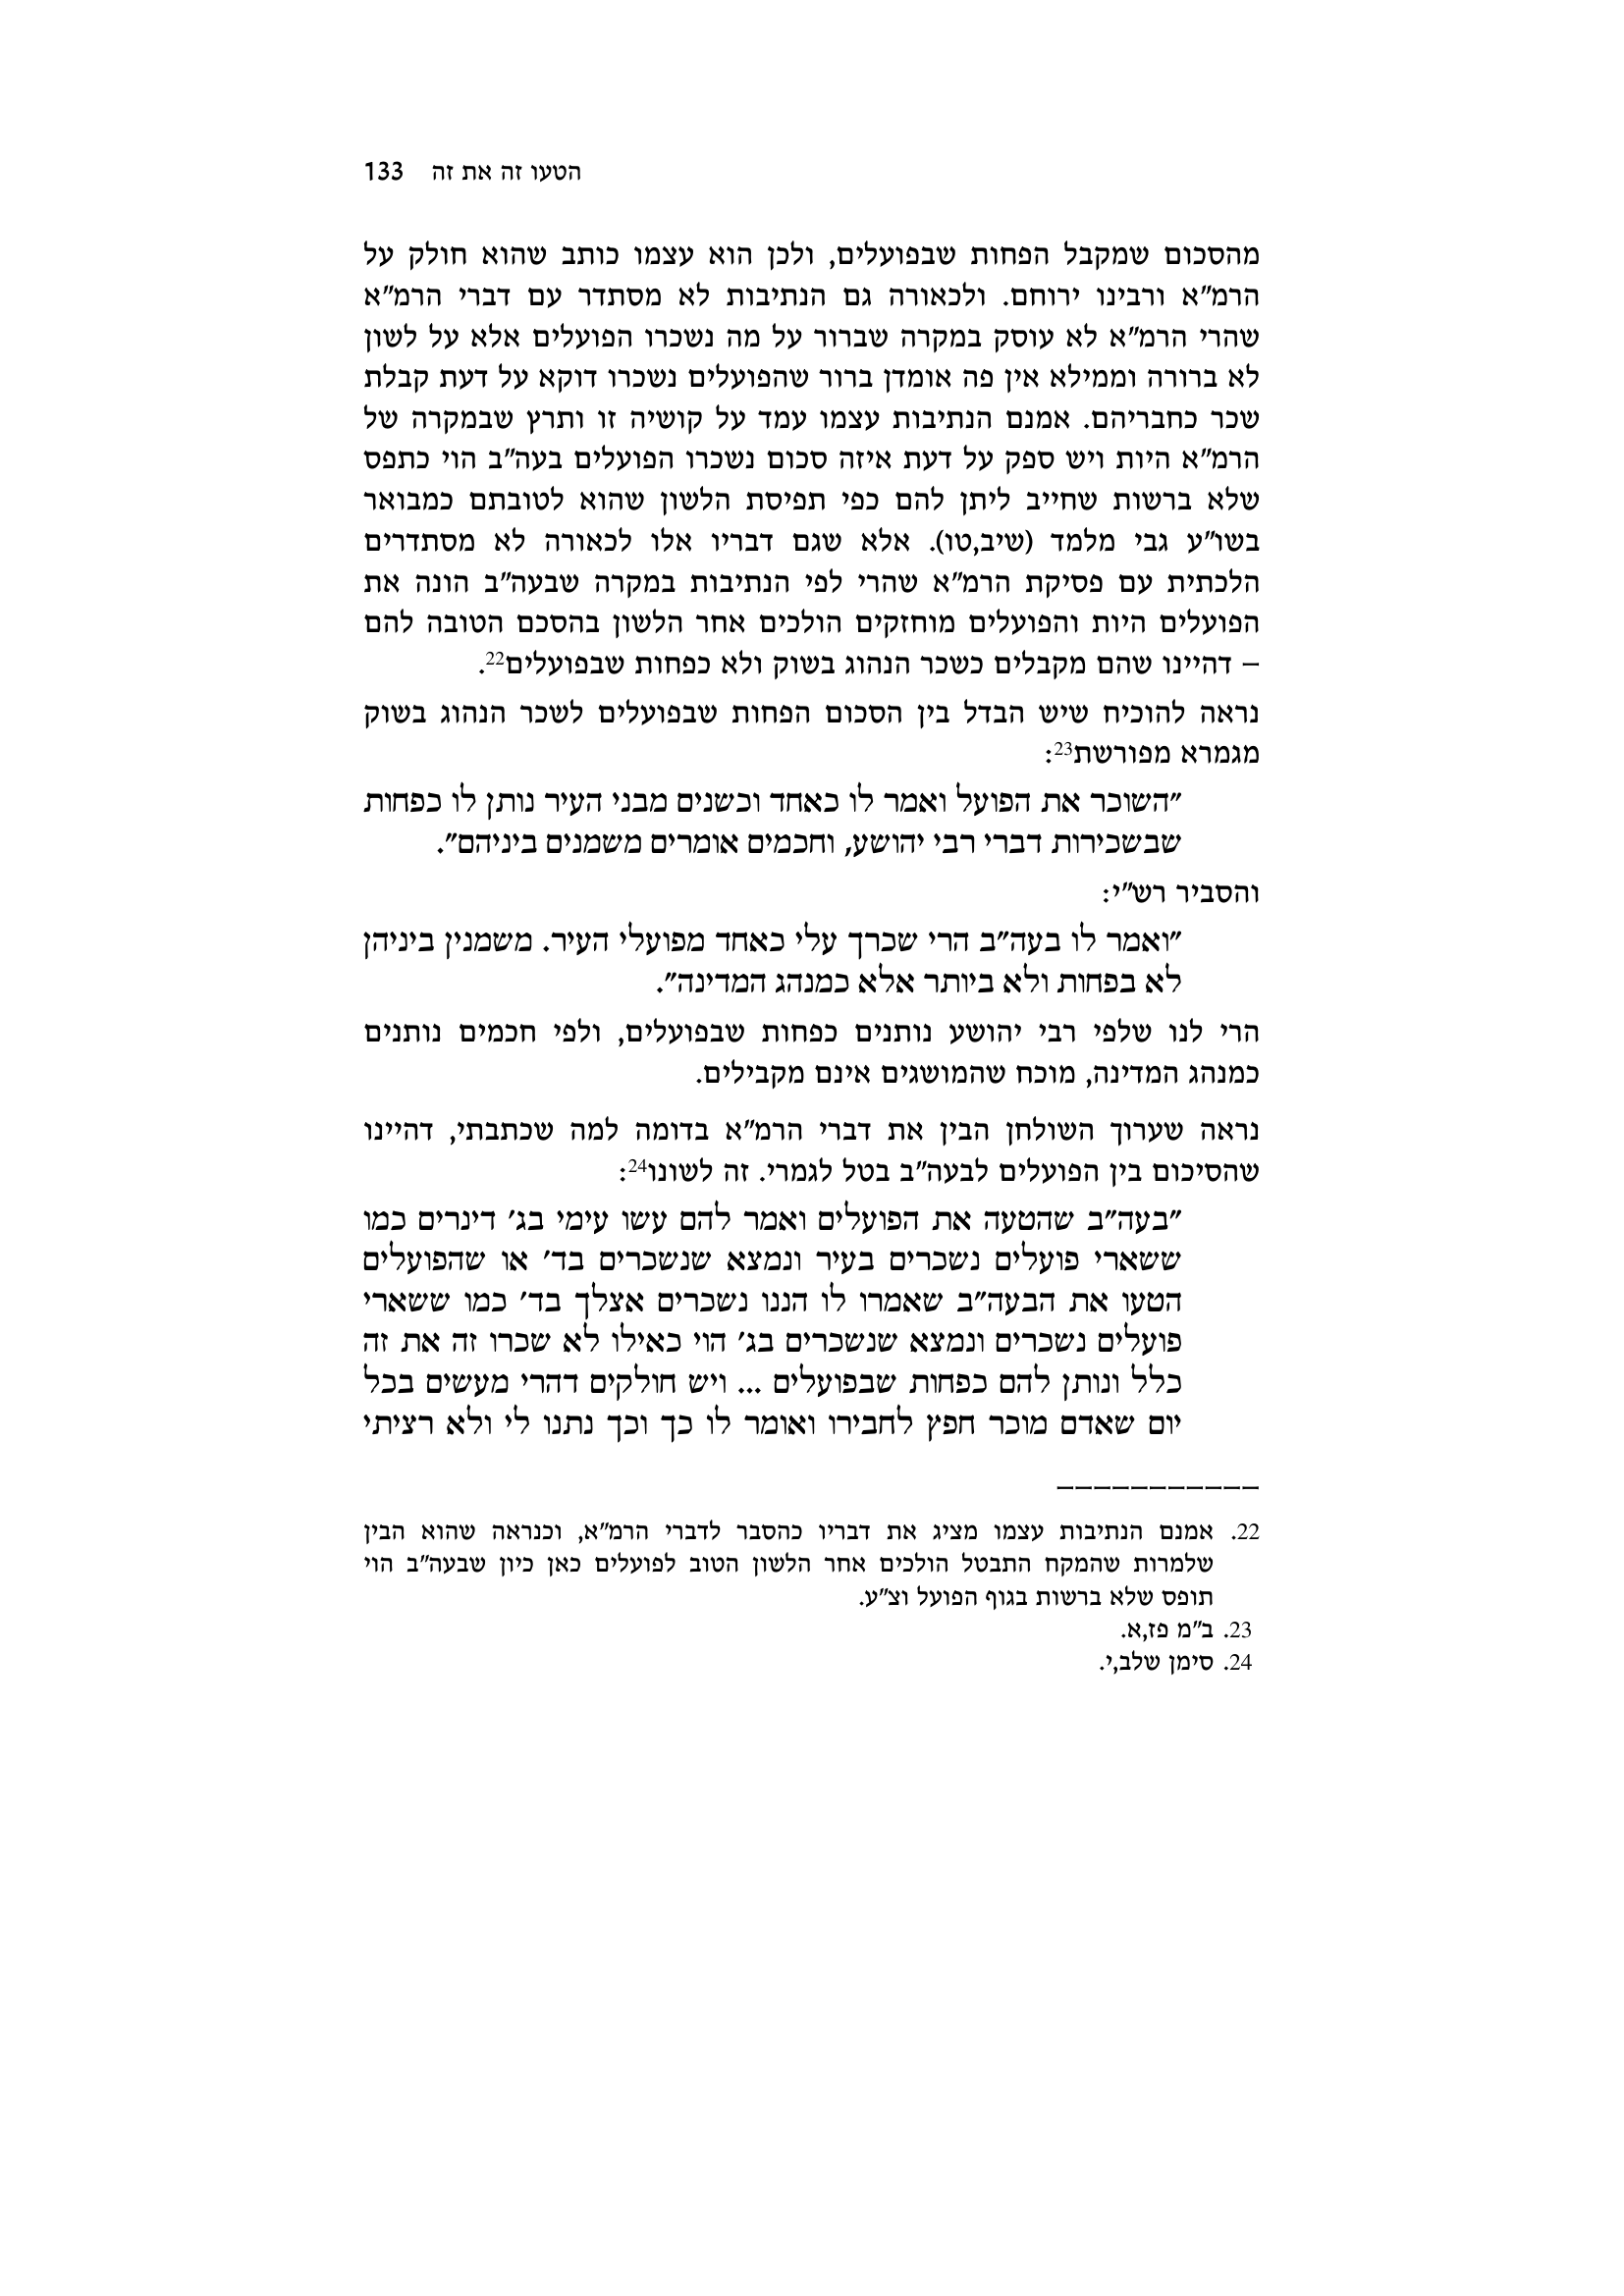 הטעו זה את זה 133
מהסכום שמקבל הפחות שבפועלים, ולכן הוא עצמו כותב שהוא חולק על
הרמ"א ורבינו ירוחם. ולכאורה גם הנתיבות לא מסתדר עם דברי הרמ"א
שהרי הרמ"א לא עוסק במקרה שברור על מה נשכרו הפועלים אלא על לשון
לא ברורה וממילא אין פה אומדן ברור שהפועלים נשכרו דוקא על דעת קבלת
שכר כחבריהם. אמנם הנתיבות עצמו עמד על קושיה זו ותרץ שבמקרה של
הרמ"א היות ויש ספק על דעת איזה סכום נשכרו הפועלים בעה"ב הוי כתפס
שלא ברשות שחייב ליתן להם כפי תפיסת הלשון שהוא לטובתם כמבואר
בשו"ע גבי מלמד (שיב,טו). אלא שגם דבריו אלו לכאורה לא מסתדרים
הלכתית עם פסיקת הרמ"א שהרי לפי הנתיבות במקרה שבעה"ב הונה את
הפועלים היות והפועלים מוחזקים הולכים אחר הלשון בהסכם הטובה להם
– דהיינו שהם מקבלים כשכר הנהוג בשוק ולא כפחות שבפועלים22.
נראה להוכיח שיש הבדל בין הסכום הפחות שבפועלים לשכר הנהוג בשוק
מגמרא מפורשת23:
"השוכר את הפועל ואמר לו כאחד וכשנים מבני העיר נותן לו כפחות
שבשכירות דברי רבי יהושע, וחכמים אומרים משמנים ביניהם".
והסביר רש"י:
"ואמר לו בעה"ב הרי שכרך עלי כאחד מפועלי העיר. משמנין ביניהן
לא בפחות ולא ביותר אלא כמנהג המדינה".
הרי לנו שלפי רבי יהושע נותנים כפחות שבפועלים, ולפי חכמים נותנים
כמנהג המדינה, מוכח שהמושגים אינם מקבילים.
נראה שערוך השולחן הבין את דברי הרמ"א בדומה למה שכתבתי, דהיינו
שהסיכום בין הפועלים לבעה"ב בטל לגמרי. זה לשונו24:
"בעה"ב שהטעה את הפועלים ואמר להם עשו עימי בג' דינרים כמו
ששארי פועלים נשכרים בעיר ונמצא שנשכרים בד' או שהפועלים
הטעו את הבעה"ב שאמרו לו הננו נשכרים אצלך בד' כמו ששארי
פועלים נשכרים ונמצא שנשכרים בג' הוי כאילו לא שכרו זה את זה
כלל ונותן להם כפחות שבפועלים ... ויש חולקים דהרי מעשים בכל
יום שאדם מוכר חפץ לחבירו ואומר לו כך וכך נתנו לי ולא רציתי
–––––––––––
22. אמנם הנתיבות עצמו מציג את דבריו כהסבר לדברי הרמ"א, וכנראה שהוא הבין
שלמרות שהמקח התבטל הולכים אחר הלשון הטוב לפועלים כאן כיון שבעה"ב הוי
תופס שלא ברשות בגוף הפועל וצ"ע.
23. ב"מ פז,א.
24. סימן שלב,י.